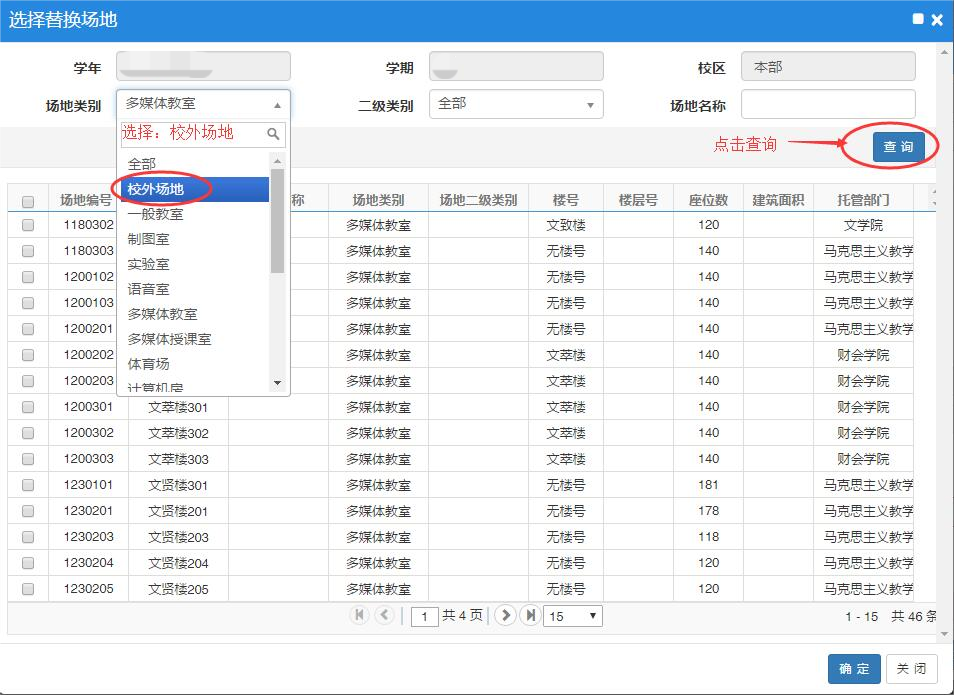 选择替换场地
学年 学期 校区 本部
场地类别 多媒体教室 二级类别 全部 场地名称
选择：校外场地
点击查询 查询
全部
校外场地
一般教室
制图室
实验室
语音室
多媒体教室
多媒体授课室
体育场
计算机房
场地编号 称 场地类别 场地二级类别 楼号 楼层号 座位数 建筑面积 托管部门
1180302 多媒体教室 文致楼 120 文学院
1180303 多媒体教室 无楼号 140 马克思主义教学
1200102 多媒体教室 无楼号 140 马克思主义教学
1200103 多媒体教室 无楼号 140 马克思主义教学
1200201 多媒体教室 无楼号 140 马克思主义教学
1200202 多媒体教室 文萃楼 140 财会学院
1200203 多媒体教室 文萃楼 140 财会学院
1200301 文萃楼301 多媒体教室 文萃楼 140 财会学院
1200302 文萃楼302 多媒体教室 文萃楼 140 财会学院
1200303 文萃楼303 多媒体教室 文萃楼 140 财会学院
1230101 文贤楼301 多媒体教室 无楼号 181 马克思主义教学
1230201 文贤楼201 多媒体教室 无楼号 178 马克思主义教学
1230203 文贤楼203 多媒体教室 无楼号 118 马克思主义教学
1230204 文贤楼204 多媒体教室 无楼号 120 马克思主义教学
1230205 文贤楼205 多媒体教室 无楼号 120 马克思主义教学
1 共 4 页 15 1 - 15 共 46 条
确定 关闭